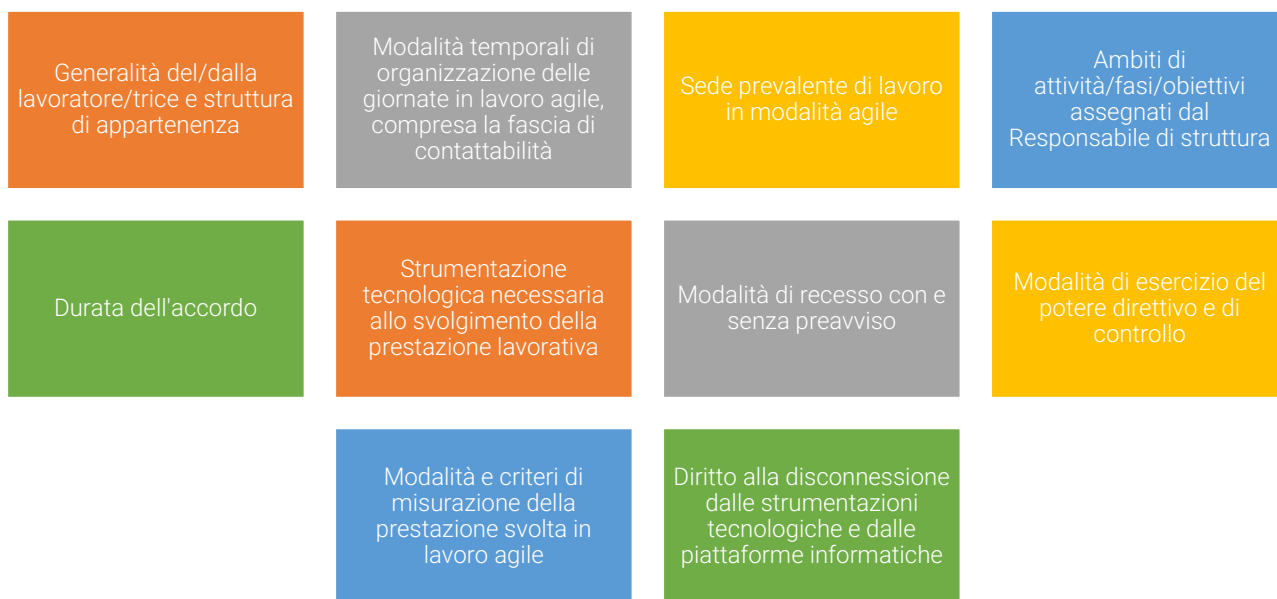 Generalità del/dalla
lavoratore/trice e struttura
di appartenenza
Modalità temporali di
organizzazione delle
giornate in lavoro agile,
compresa la fascia di
contattabilità
Sede prevalente di lavoro
in modalità agile
Ambiti di
attività/fasi/obiettivi
assegnati dal
Responsabile di struttura
Durata dell'accordo
Strumentazione
tecnologica necessaria
allo svolgimento della
prestazione lavorativa
Modalità di recesso con e
senza preavviso
Modalità di esercizio del
potere direttivo e di
controllo
Modalità e criteri di
misurazione della
prestazione svolta in
lavoro agile
Diritto alla disconnessione
dalle strumentazioni
tecnologiche e dalle
piattaforme informatiche